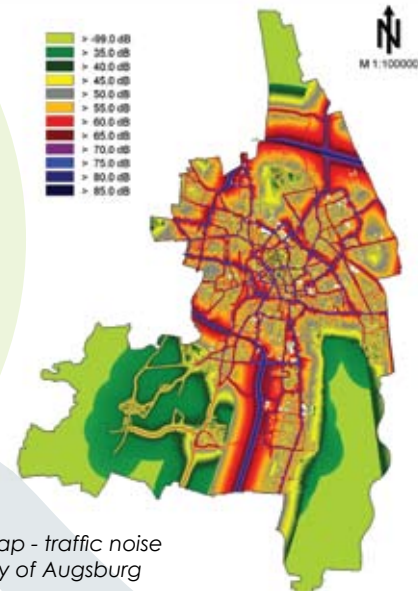 > -99.0 dB
> 35.0 dB
> 40.0 dB
> 45.0 dB
> 50.0 dB
> 55.0 dB
> 60.0 dB
> 65.0 dB
> 70.0 dB
> 75.0 dB
> 80.0 dB
> 85.0 dB
N
M 1:100000
ap - traffic noise
y of Augsburg